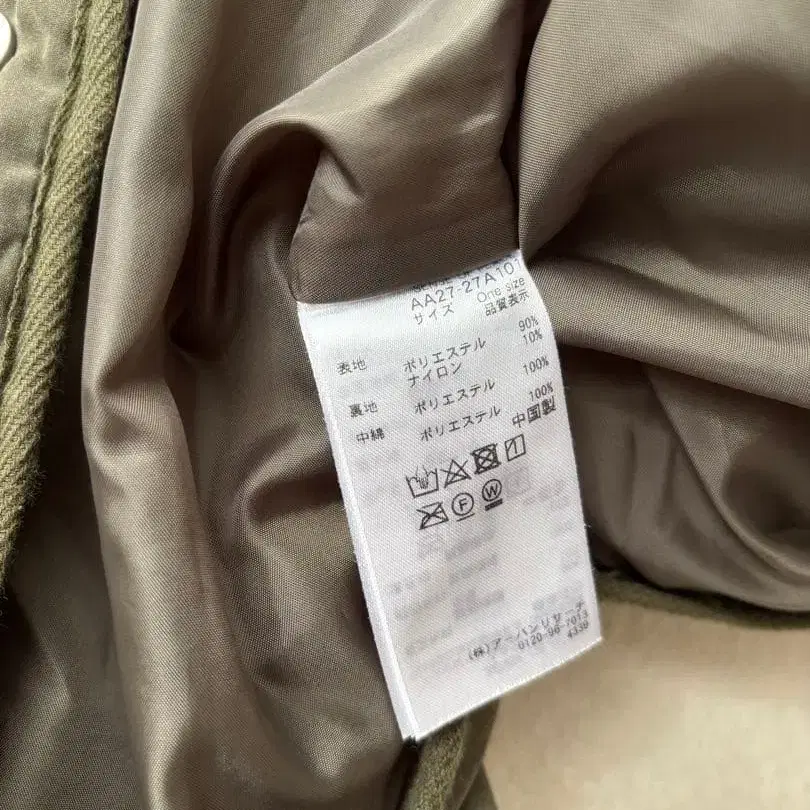 AA27-27A101
サイズ One size
品質表示
表地 ポリエステル 90%
ナイロン 10%
裏地 ポリエステル 100%
中綿 ポリエステル 100%
中国製
F W
(株)アーバンリサーチ
0120-96-7013
4339